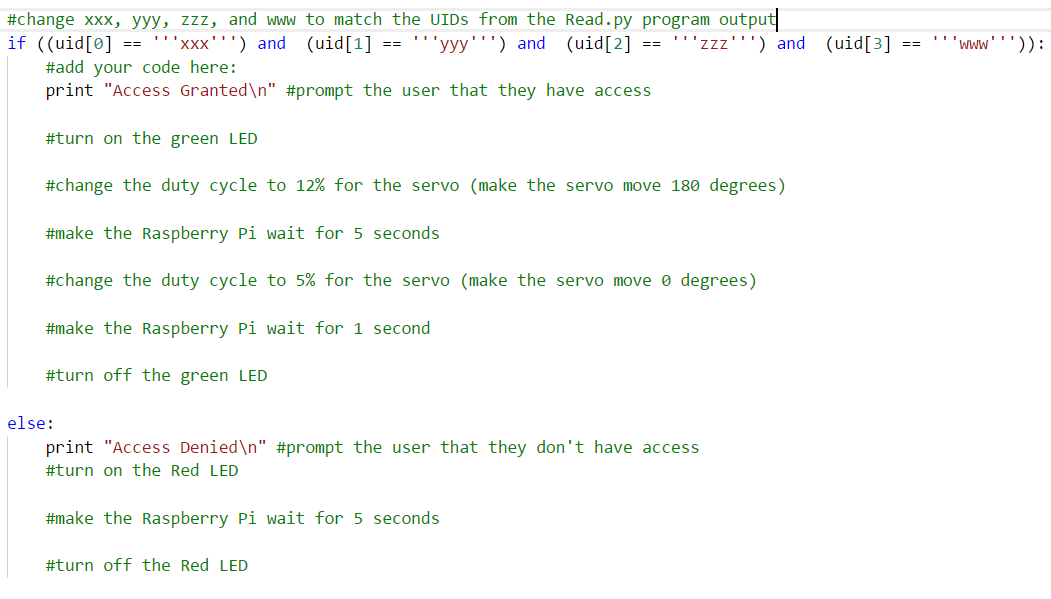 #change xxx, yyy, zzz, and www to match the UIDs from the Read.py program output
if ((uid[0] == '''xxx''') and  (uid[1] == '''yyy''') and  (uid[2] == '''zzz''') and  (uid[3] == '''www''')):
    #add your code here:
    print "Access Granted\n" #prompt the user that they have access
    #turn on the green LED
    #change the duty cycle to 12% for the servo (make the servo move 180 degrees)
    #make the Raspberry Pi wait for 5 seconds
    #change the duty cycle to 5% for the servo (make the servo move 0 degrees)
    #make the Raspberry Pi wait for 1 second
    #turn off the green LED
else:
    print "Access Denied\n" #prompt the user that they don't have access
    #turn on the Red LED
    #make the Raspberry Pi wait for 5 seconds
    #turn off the Red LED